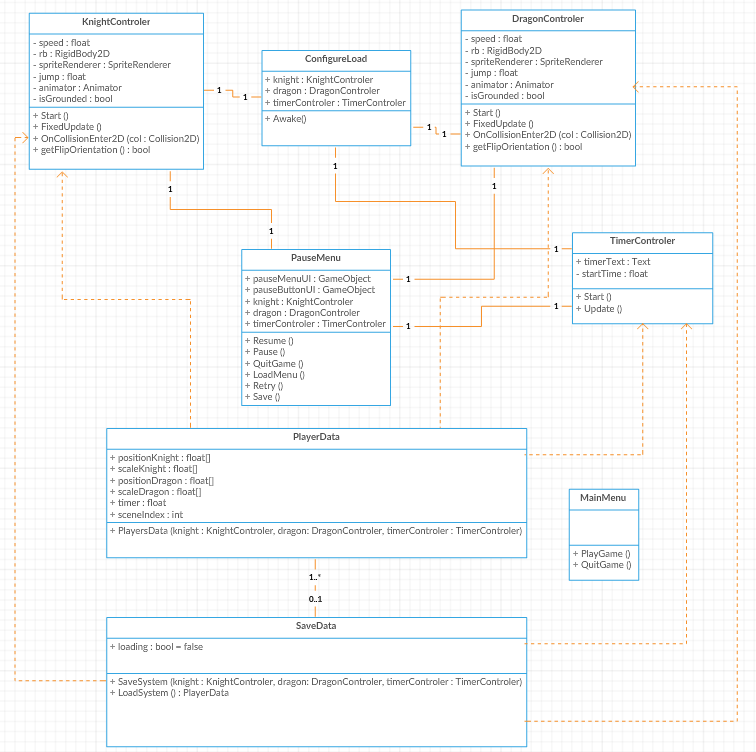 KnightControler
- speed : float
- rb : RigidBody2D
- spriteRenderer : SpriteRenderer
- jump : float
- animator : Animator
- isGrounded : bool
+ Start ()
+ FixedUpdate ()
+ OnCollisionEnter2D (col : Collision2D)
+ getFlipOrientation () : bool
1
1
ConfigureLoad
+ knight : KnightControler
+ dragon : DragonControler
+ timerControler : TimerControler
+ Awake()
1
1
DragonControler
- speed : float
- rb : RigidBody2D
- spriteRenderer : SpriteRenderer
- jump : float
- animator : Animator
- isGrounded : bool
+ Start ()
+ FixedUpdate ()
+ OnCollisionEnter2D (col : Collision2D)
+ getFlipOrientation () : bool
1
1
1
1
1
TimerControler
+ timerText : Text
- startTime : float
+ Start ()
+ Update ()
PauseMenu
+ pauseMenuUI : GameObject
+ pauseButtonUI : GameObject
+ knight : KnightControler
+ dragon : DragonControler
+ timerControler : TimerControler
+ Resume ()
+ Pause ()
+ QuitGame ()
+ LoadMenu ()
+ Retry ()
+ Save ()
1
1
1
PlayerData
+ positionKnight : float[]
+ scaleKnight : float[]
+ positionDragon : float[]
+ scaleDragon : float[]
+ timer : float
+ sceneIndex : int
+ PlayersData (knight : KnightControler, dragon: DragonControler, timerControler : TimerControler)
MainMenu
+ PlayGame ()
+ QuitGame ()
1..*
0..1
SaveData
+ loading : bool = false
+ SaveSystem (knight : KnightControler, dragon: DragonControler, timerControler : TimerControler)
+ LoadSystem () : PlayerData